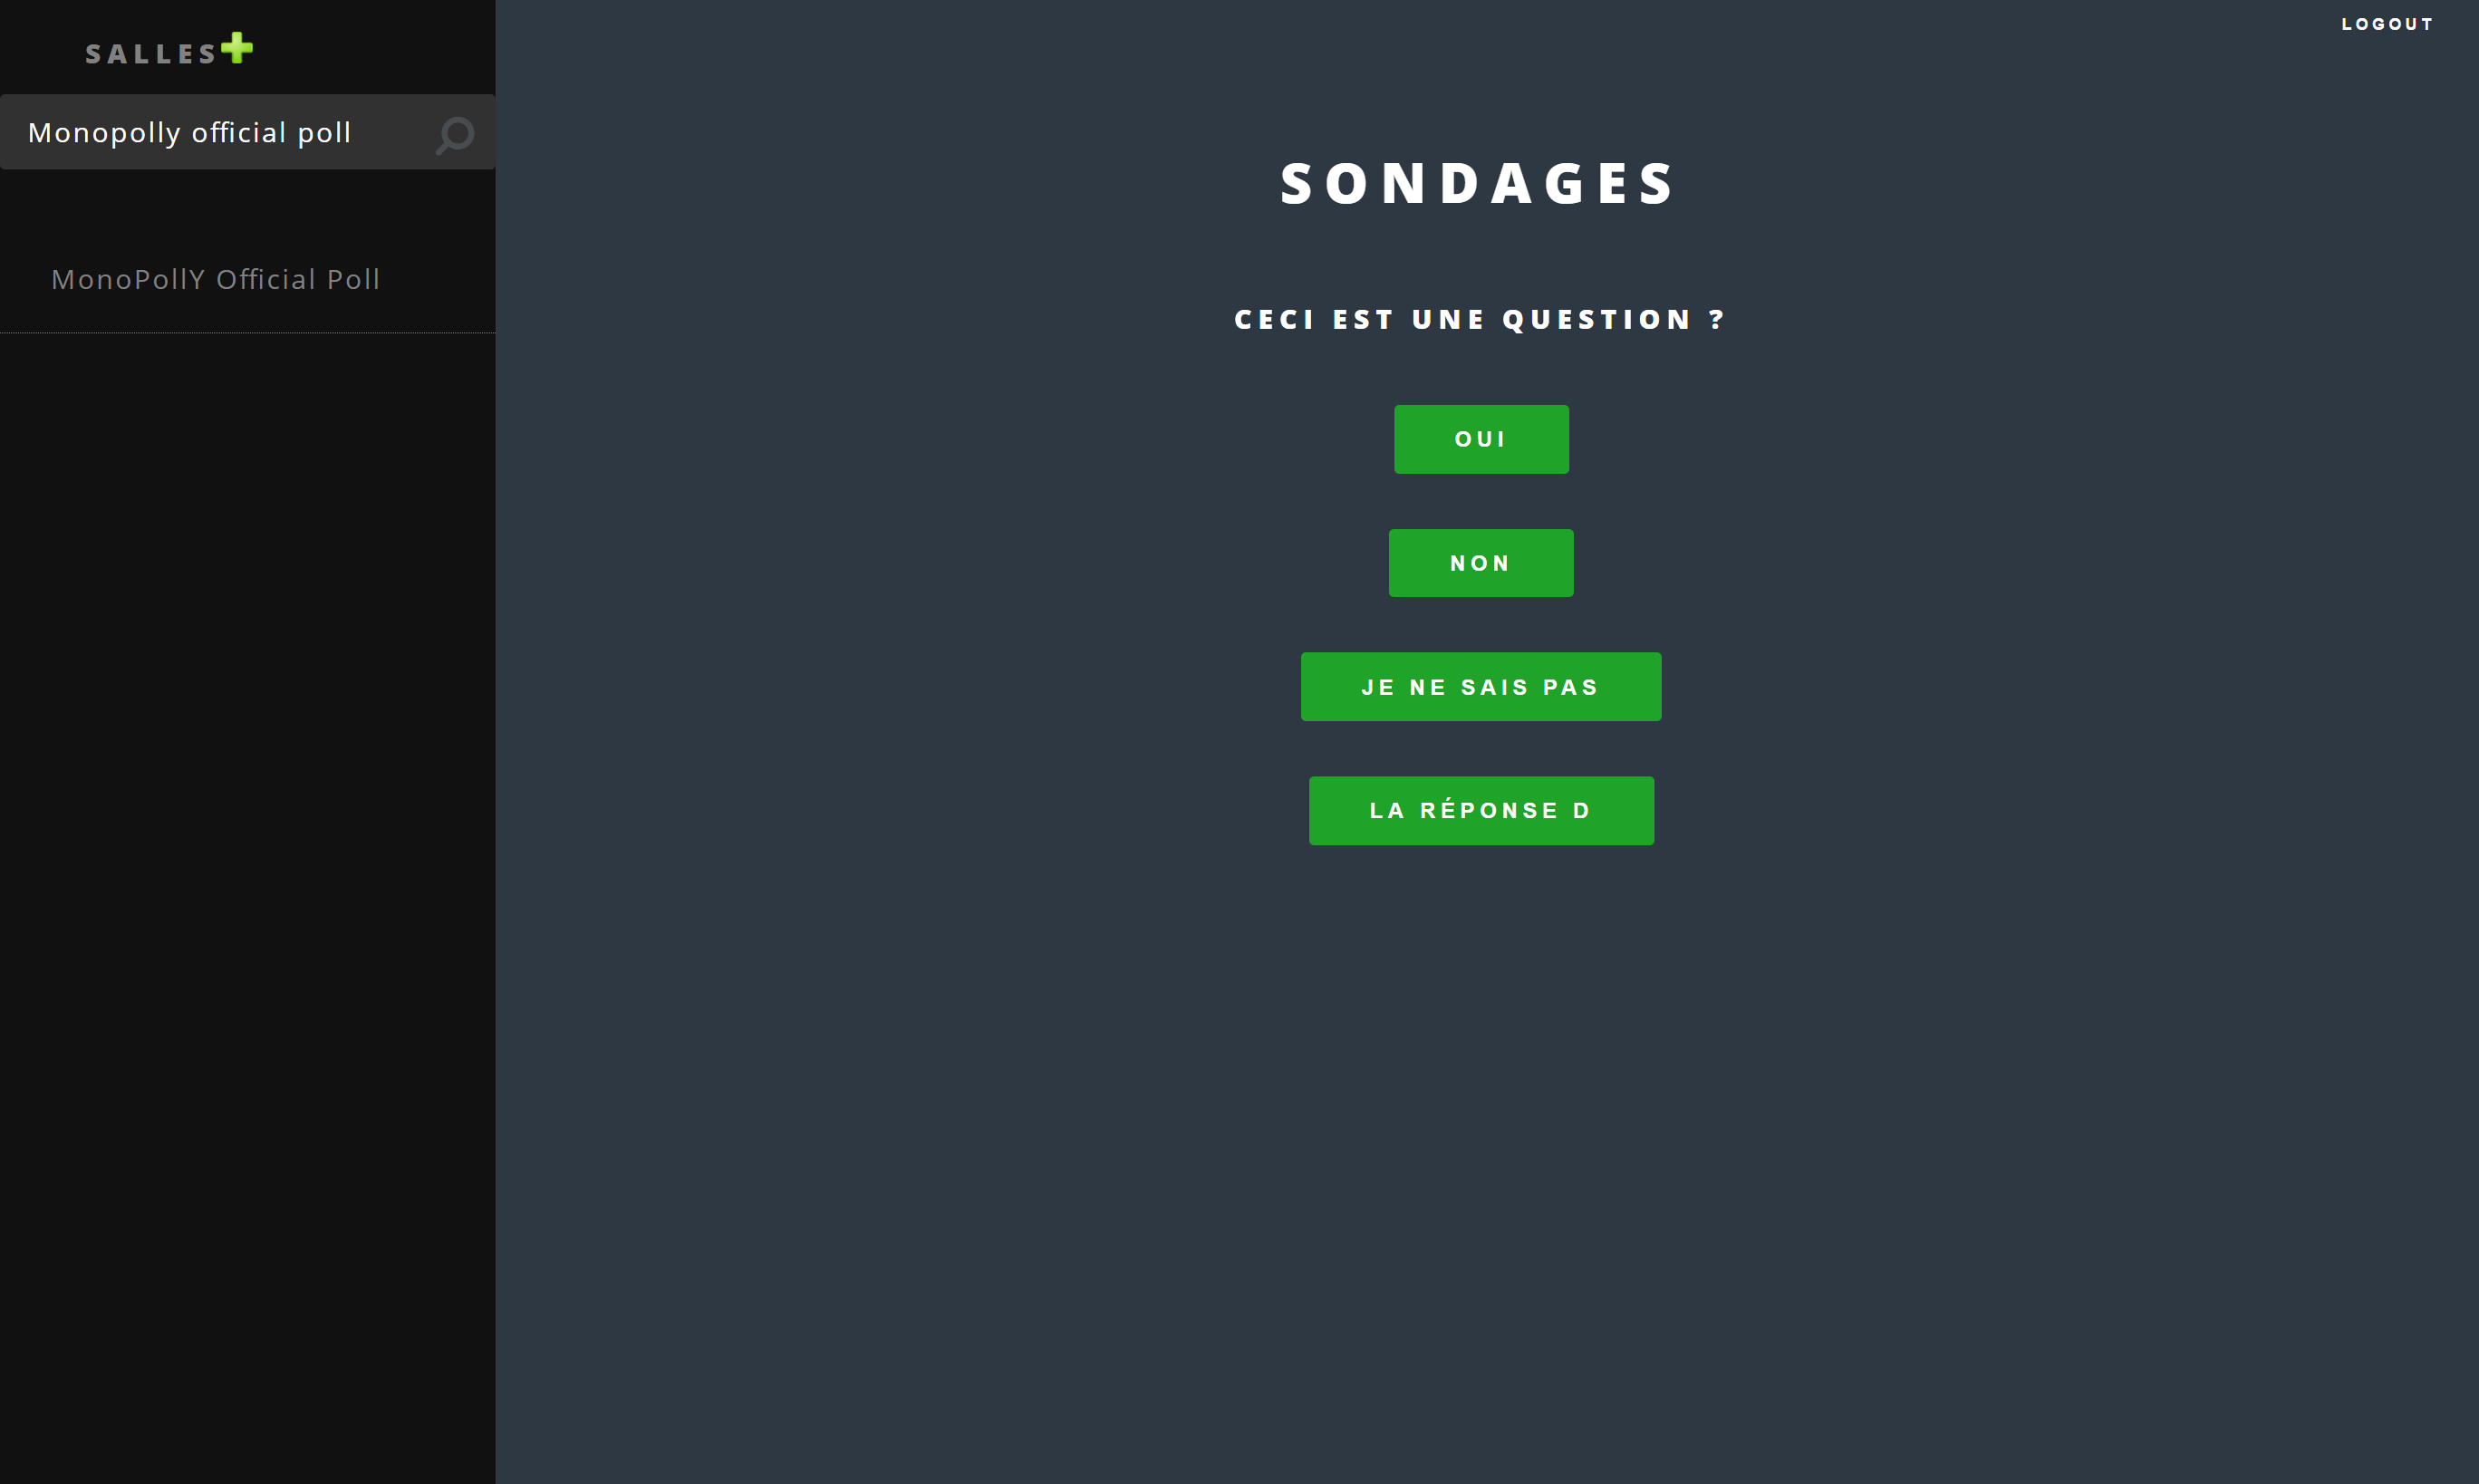 SALLES
Monopolly official poll
MonoPollY Official Poll
LOGOUT
SONDAGES
CECI EST UNE QUESTION ?
OUI
NON
JE NE SAIS PAS
LA RÉPONSE D